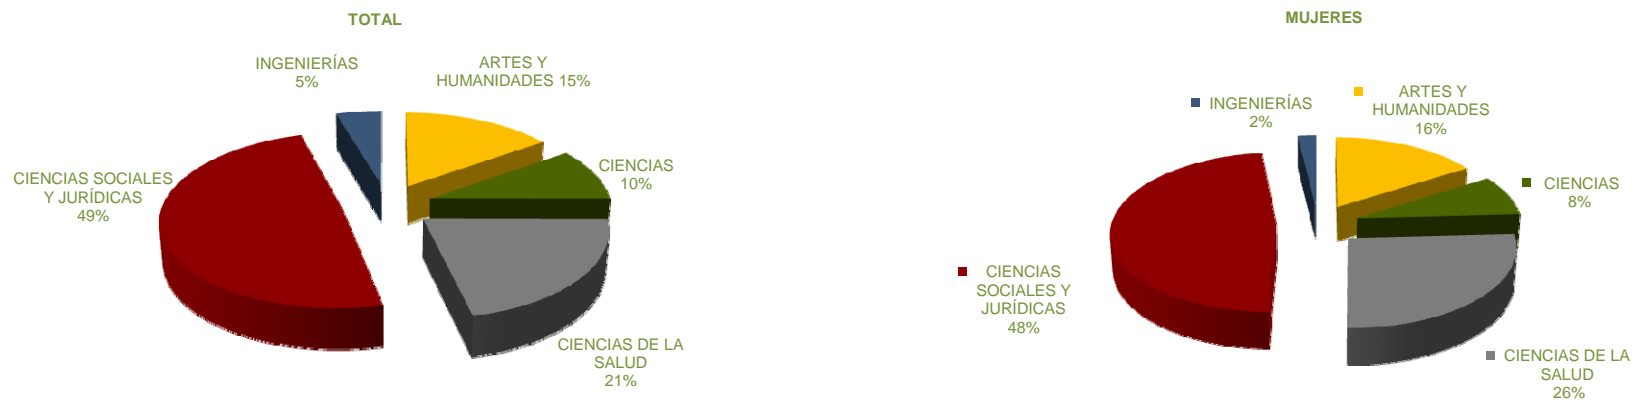 TOTAL
INGENIERÍAS
5%
ARTES Y
HUMANIDADES 15%
CIENCIAS
10%
CIENCIAS SOCIALES
Y JURÍDICAS
49%
CIENCIAS DE LA
SALUD
21%
MUJERES
INGENIERÍAS
2%
ARTES Y
HUMANIDADES
16%
CIENCIAS
8%
CIENCIAS
SOCIALES Y
JURÍDICAS
48%
CIENCIAS DE LA
SALUD
26%